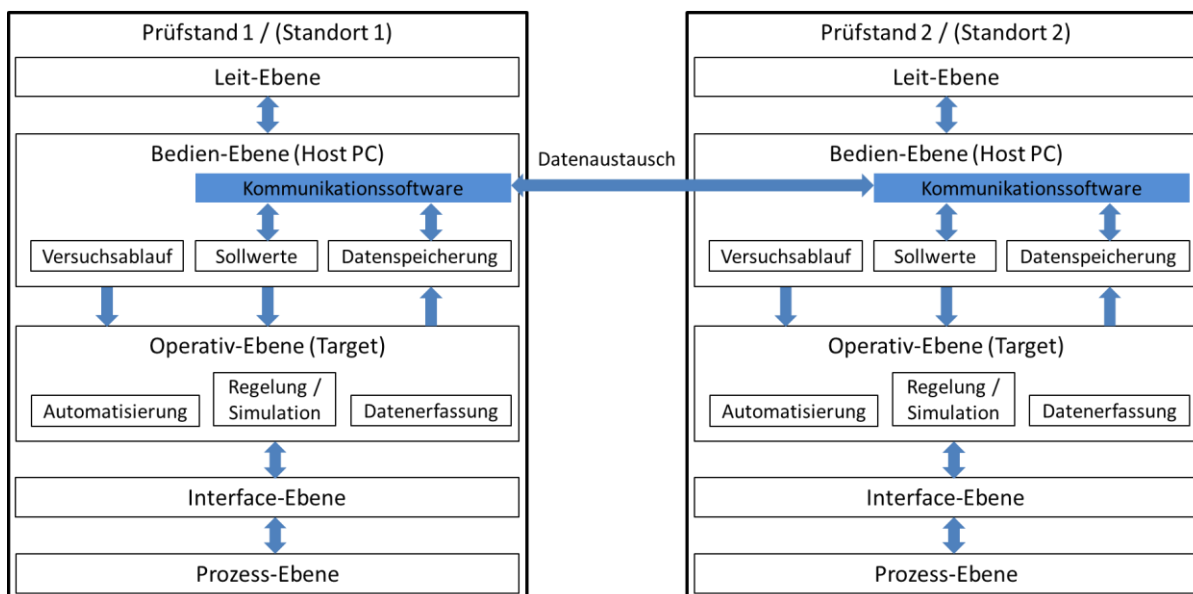 Prüfstand 1 / (Standort 1)
Leit-Ebene
Bedien-Ebene (Host PC)
Kommunikationssoftware
Versuchsablauf
Sollwerte
Datenspeicherung
Operativ-Ebene (Target)
Automatisierung
Regelung /
Simulation
Datenerfassung
Interface-Ebene
Prozess-Ebene
Datenaustausch
Prüfstand 2 / (Standort 2)
Leit-Ebene
Bedien-Ebene (Host PC)
Kommunikationssoftware
Versuchsablauf
Sollwerte
Datenspeicherung
Operativ-Ebene (Target)
Automatisierung
Regelung /
Simulation
Datenerfassung
Interface-Ebene
Prozess-Ebene